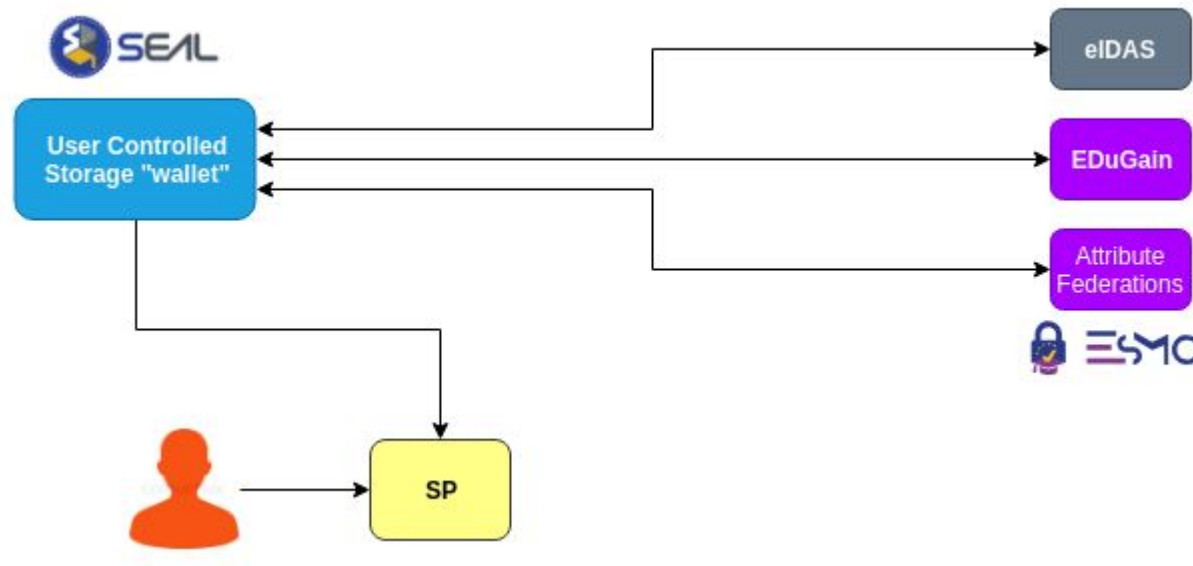 SEAL
eIDAS
User Controlled
Storage "wallet"
EDuGain
Attribute
Federations
ESMO
SP